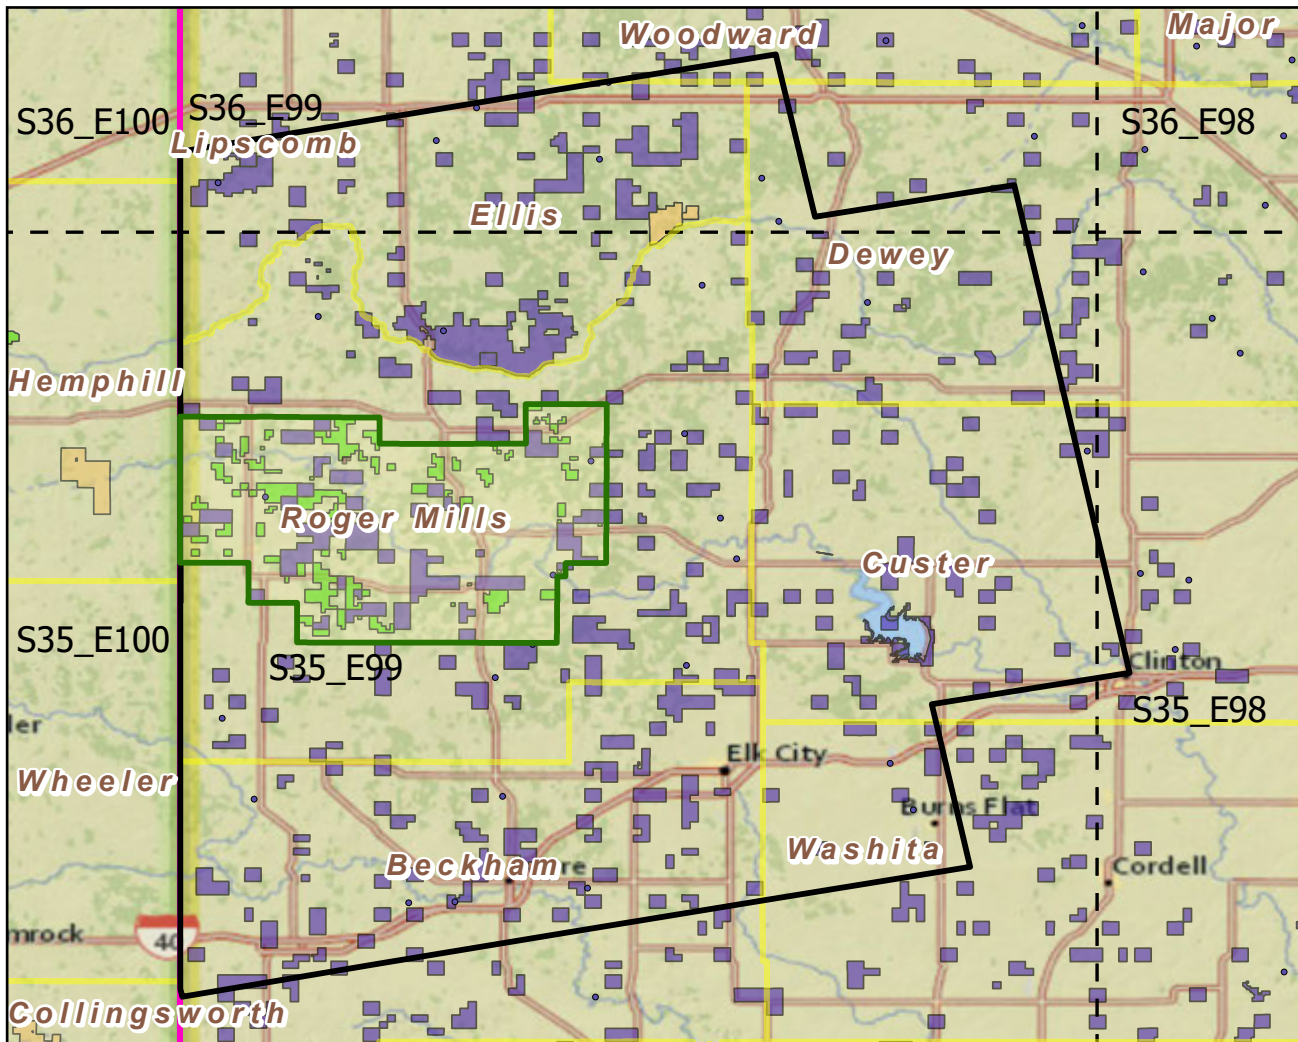 Woodward
Major
S36_E100
S36_E99
S36_E98
Lipscomb
Ellis
Dewey
Hemphill
Roger Mills
Custer
S35_E100
S35_E99
Clinton
S35_E98
ler
Elk City
Wheeler
Burns Flat
Washita
Beckham
re
Cordell
mrock
40
Collingsworth